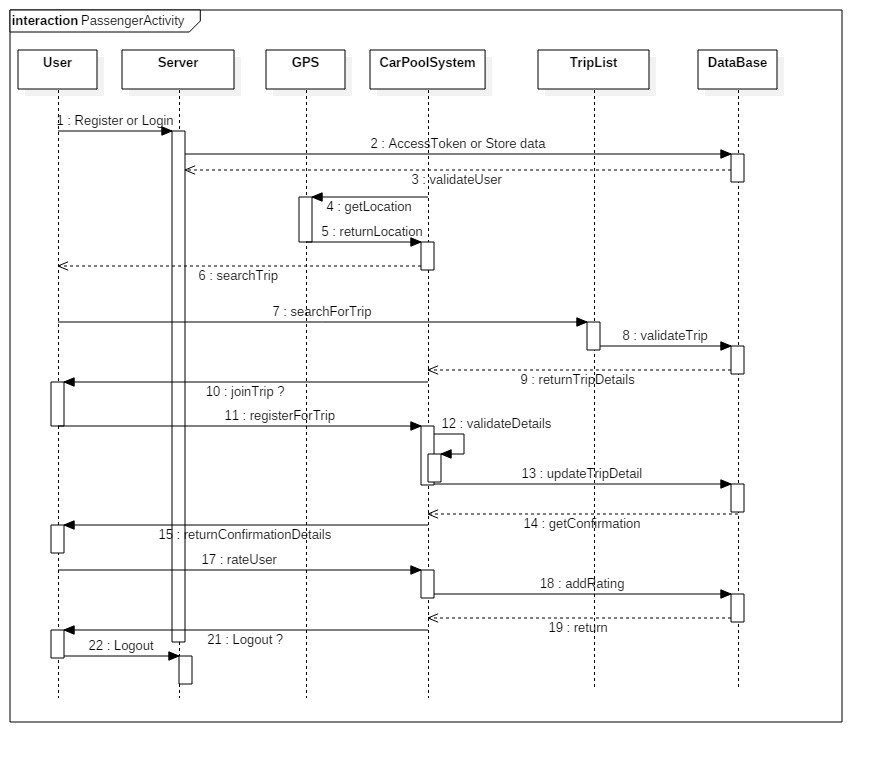 interaction PassengerActivity
User
Server
GPS
CarPoolSystem
TripList
DataBase
1 : Register or Login
2 : AccessToken or Store data
3 : validateUser
4 : getLocation
5 : returnLocation
6 : searchTrip
7 : searchForTrip
8 : validateTrip
9 : returnTripDetails
10 : joinTrip ?
11 : registerForTrip
12 : validateDetails
13 : updateTripDetail
14 : getConfirmation
15 : returnConfirmationDetails
17 : rateUser
18 : addRating
19 : return
21 : Logout ?
22 : Logout